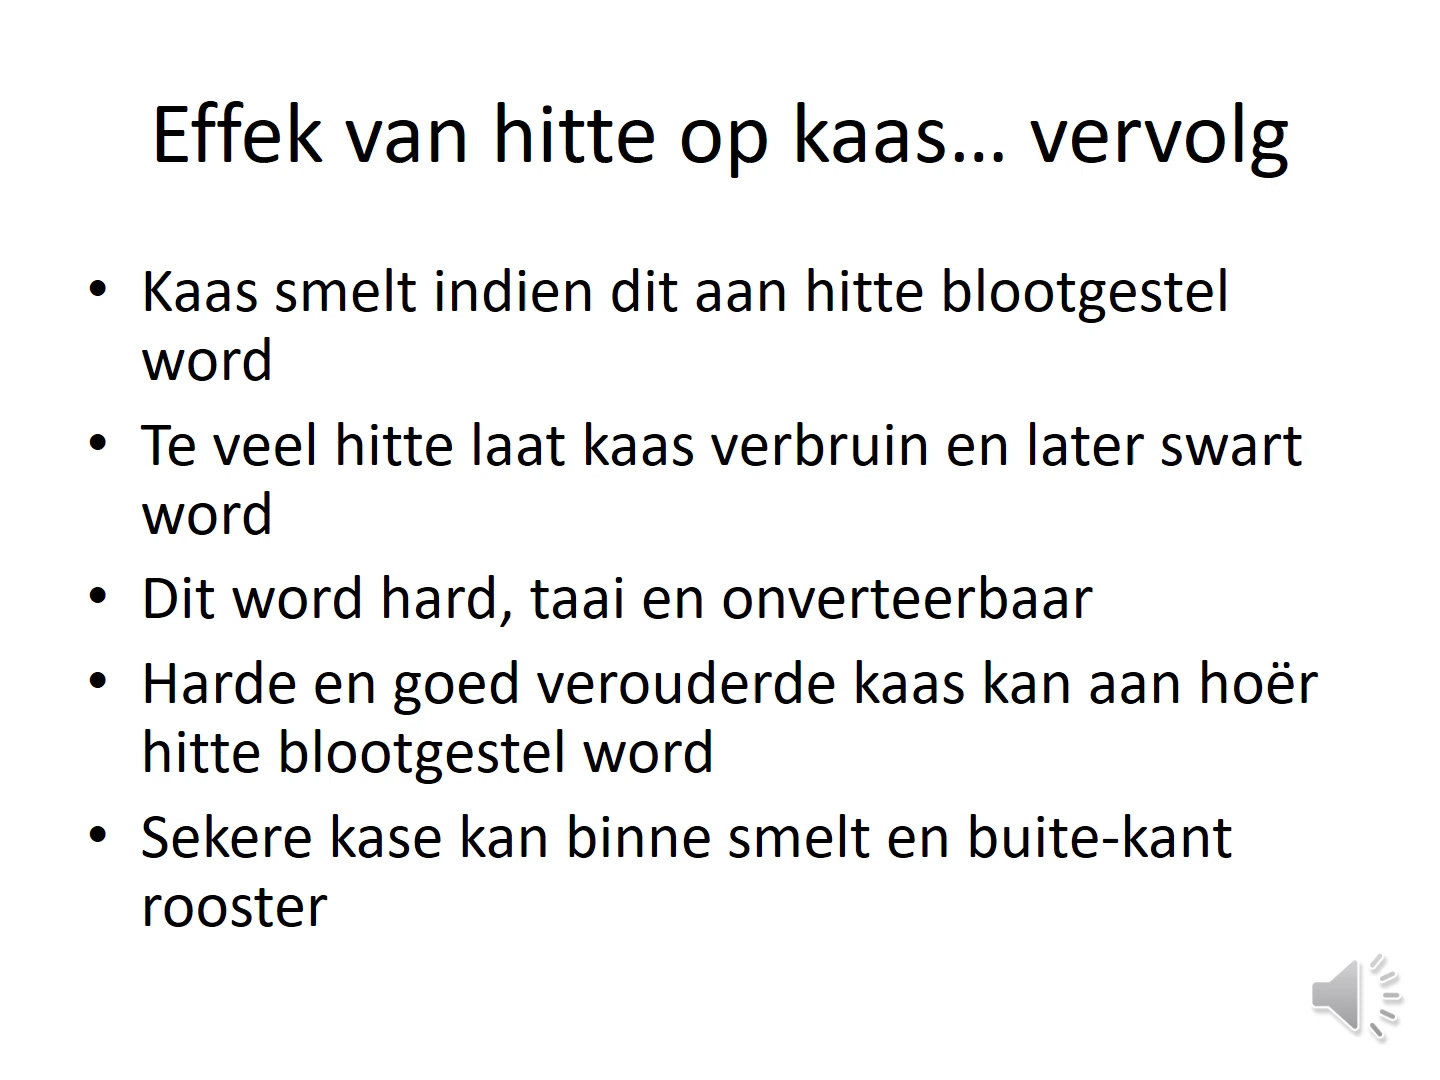 Effek van hitte op kaas… vervolg
• Kaas smelt indien dit aan hitte blootgestel
word
• Te veel hitte laat kaas verbruin en later swart
word
• Dit word hard, taai en onverteerbaar
• Harde en goed verouderde kaas kan aan hoër
hitte blootgestel word
• Sekere kase kan binne smelt en buite-kant
rooster